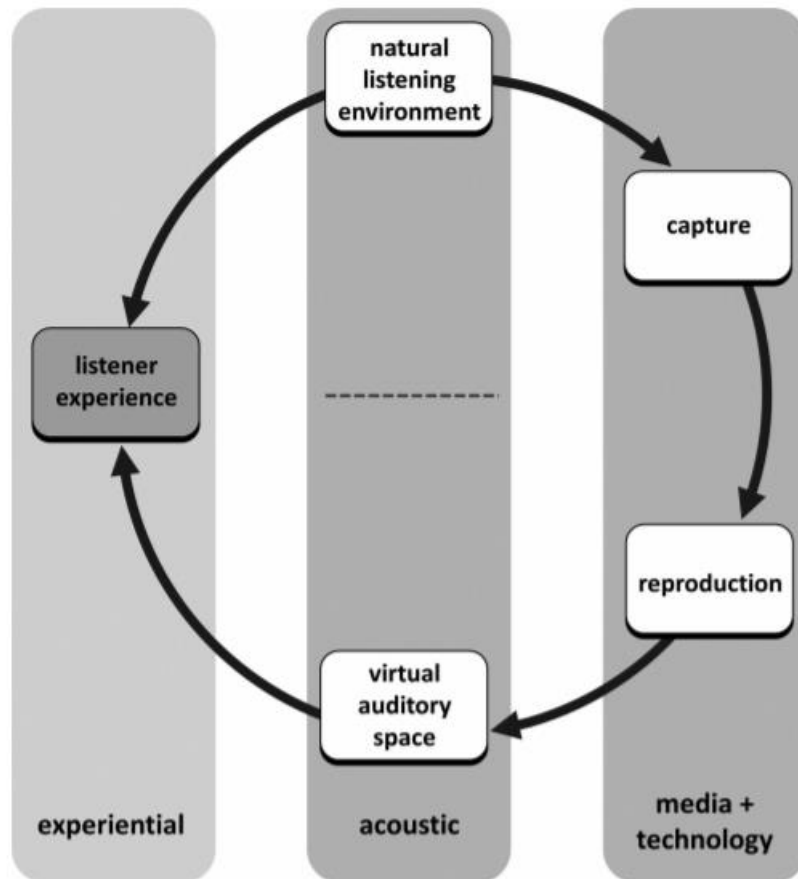 natural
listening
environment
capture
listener
experience
reproduction
virtual
auditory
space
experiential
acoustic
media +
technology